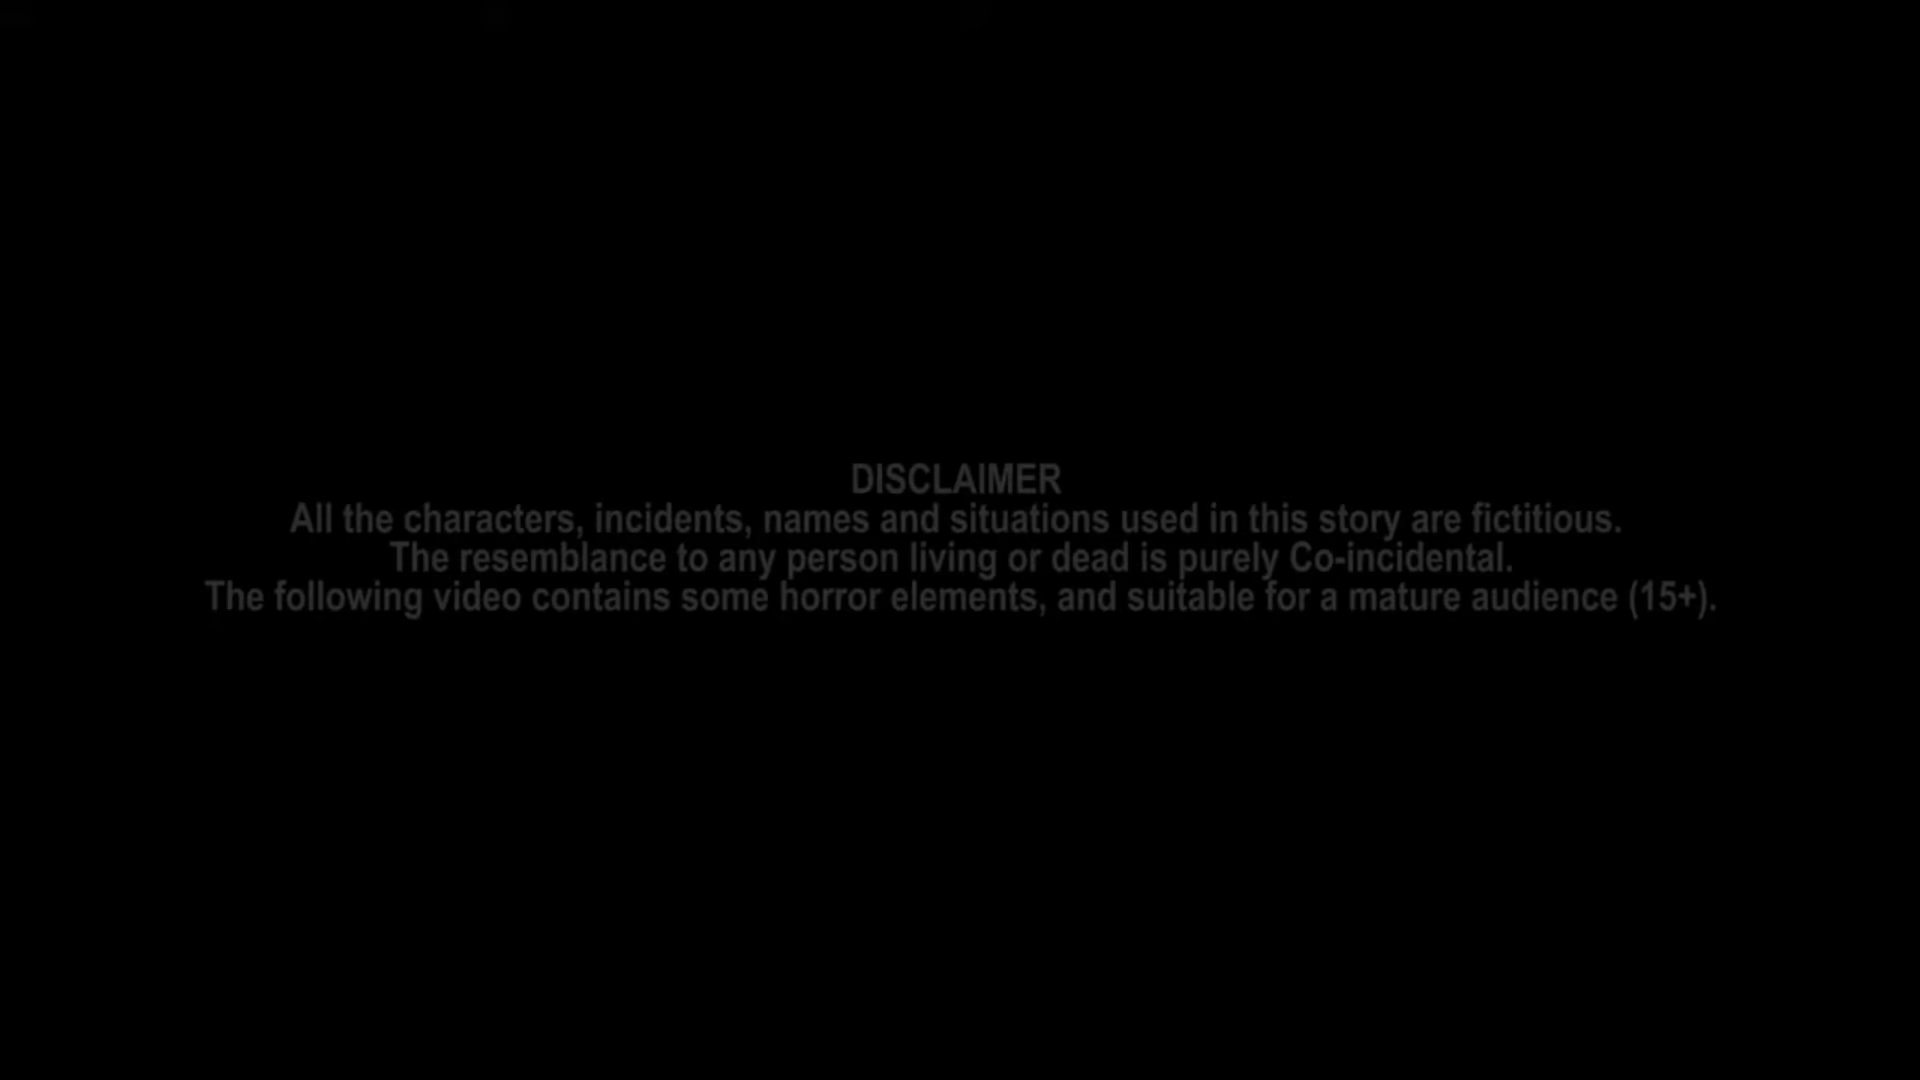 DISCLAIMER
All the characters, incidents, names and situations used in this story are fictitious.
The resemblance to any person living or dead is purely Co-incidental.
The following video contains some horror elements, and suitable for a mature audience (15+).